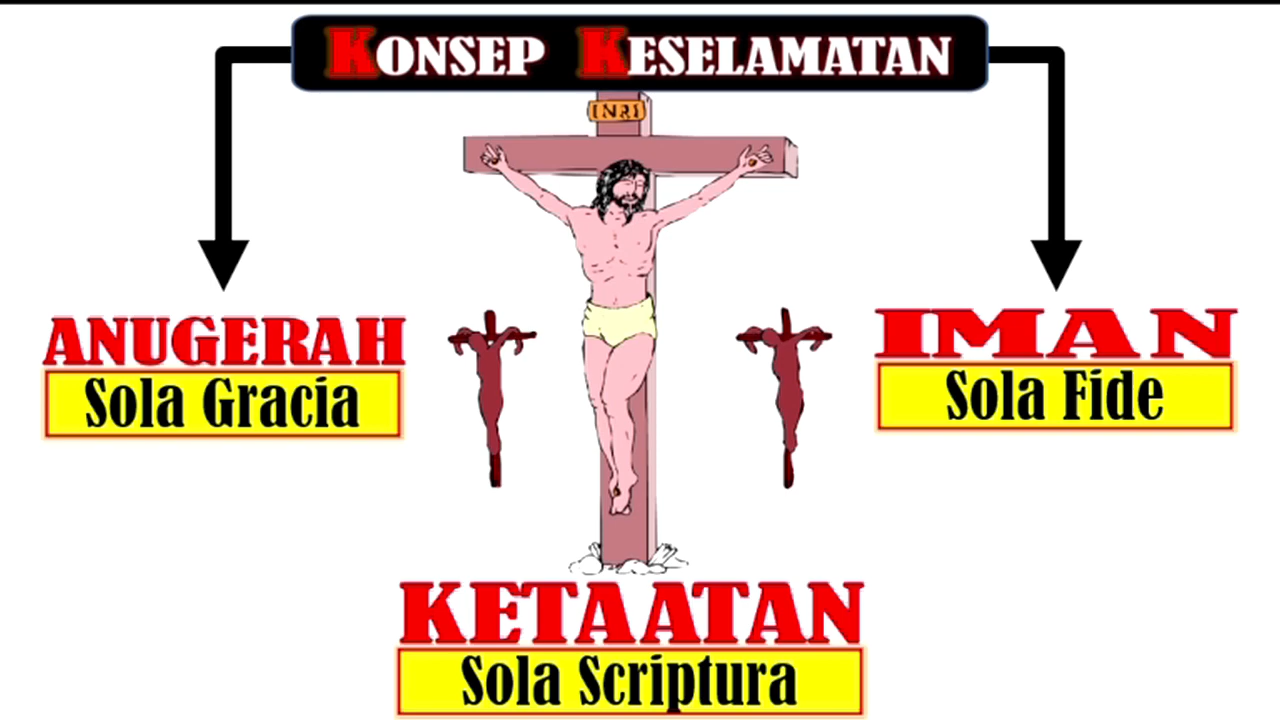 KONSEP KESELAMATAN
INRI
ANUGERAH
Sola Gracia
IMAN
Sola Fide
KETAATAN
Sola Scriptura